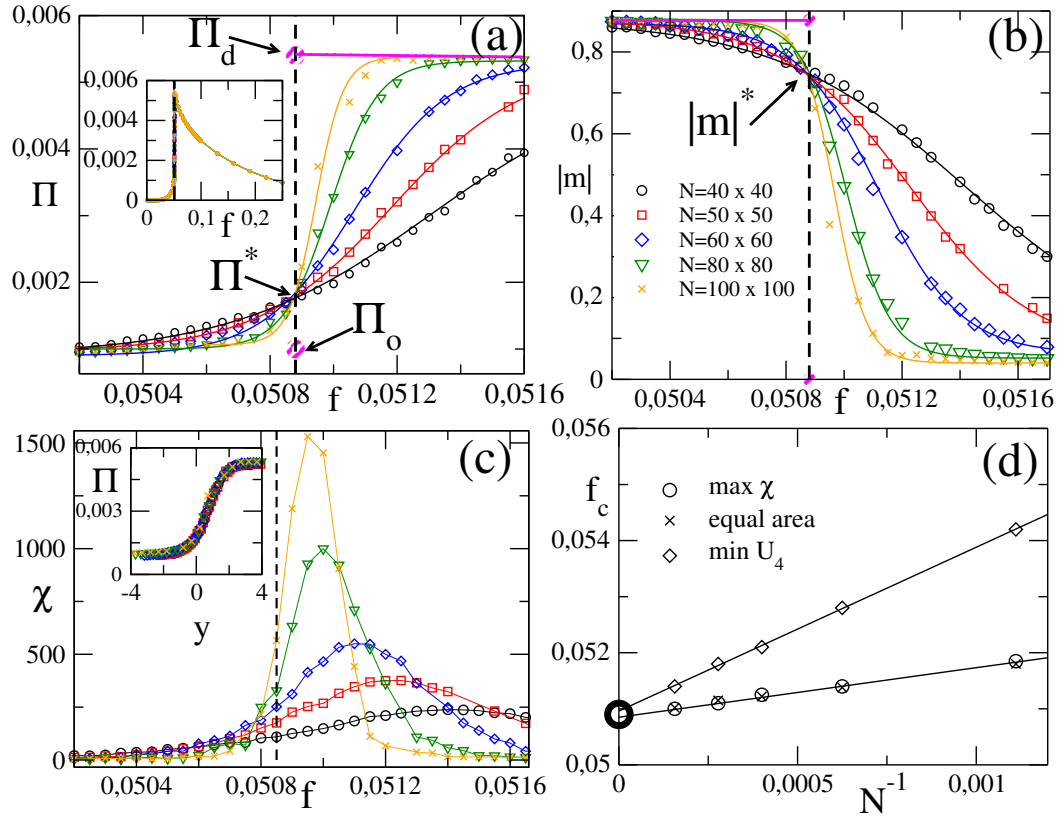 (a)
Π_d
0,006
0,004
0,002
Π
Π*
Π_o
0,0504
0,0508
0,0512
0,0516
f
0,006
0,004
0,002
0
0
0,1
0,2
f
(b)
|m|*
0,8
0,6
0,4
0,2
0
|m|
N=40 x 40
N=50 x 50
N=60 x 60
N=80 x 80
N=100 x 100
0,0504
0,0508
0,0512
0,0516
f
(c)
1500
1000
500
0
χ
0,0504
0,0508
0,0512
0,0516
f
0,006
0,003
0
Π
-4
0
4
y
(d)
0,056
0,054
0,052
0,05
f_c
max χ
equal area
min U_4
0
0,0005
0,001
N^-1